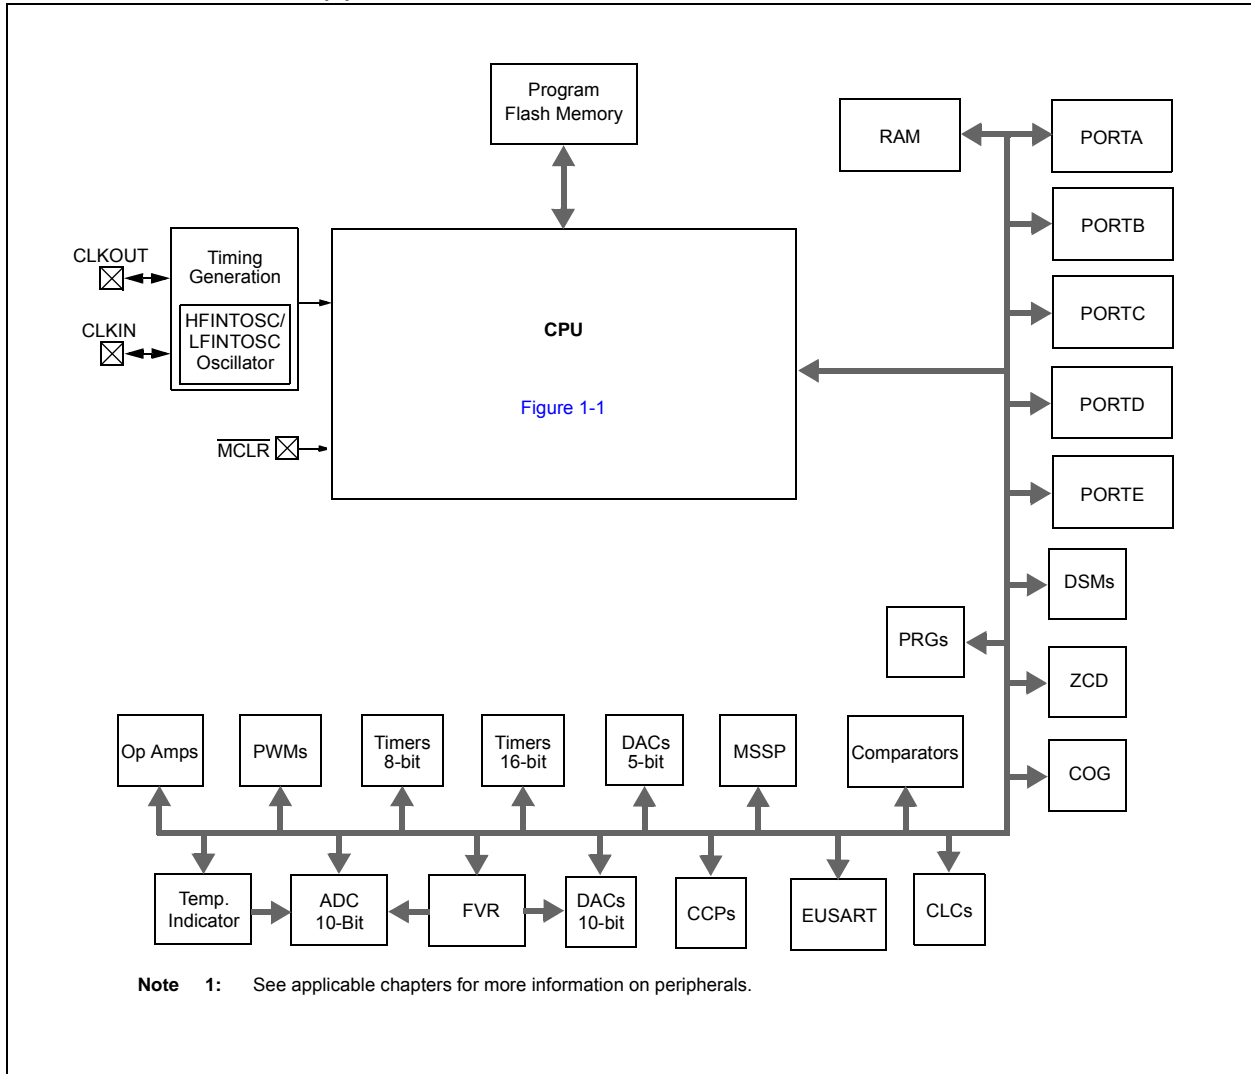 Program
Flash Memory
RAM
PORTA
PORTB
CLKOUT
Timing
Generation
HFINTOSC/
LFINTOSC
Oscillator
CLKIN
PORTC
CPU
Figure 1-1
PORTD
MCLR
PORTE
DSMs
PRGs
ZCD
Op Amps
PWMs
Timers
8-bit
Timers
16-bit
DACs
5-bit
MSSP
Comparators
COG
Temp.
Indicator
ADC
10-Bit
FVR
DACs
10-bit
CCPs
EUSART
CLCs
Note 1: See applicable chapters for more information on peripherals.